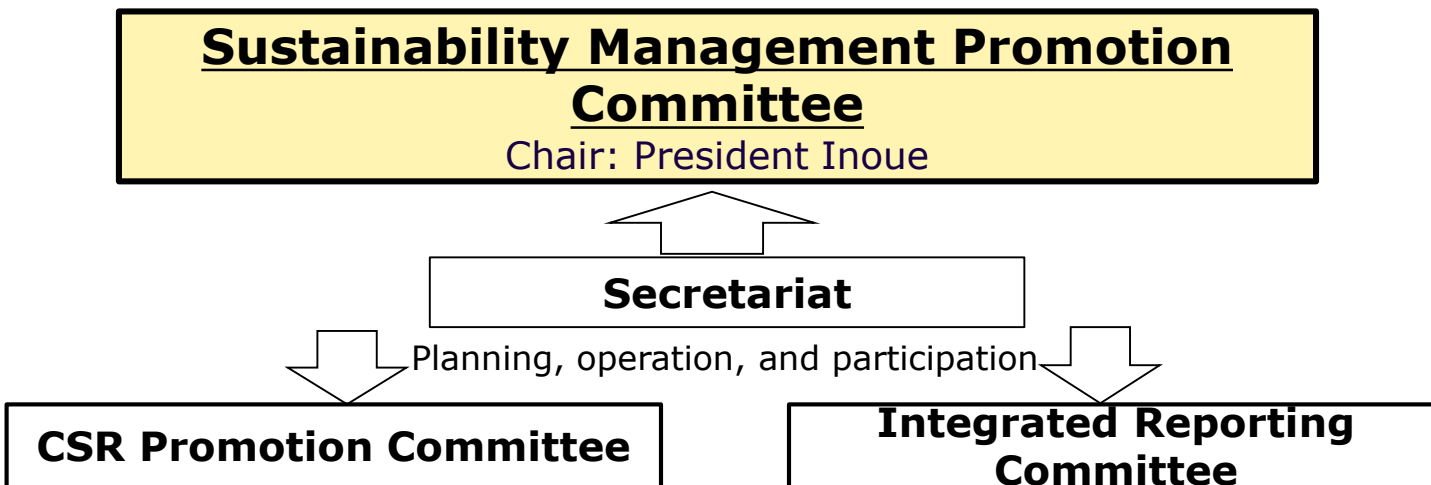 Sustainability Management Promotion
Committee
Chair: President Inoue
Secretariat
Planning, operation, and participation
CSR Promotion Committee
Integrated Reporting
Committee